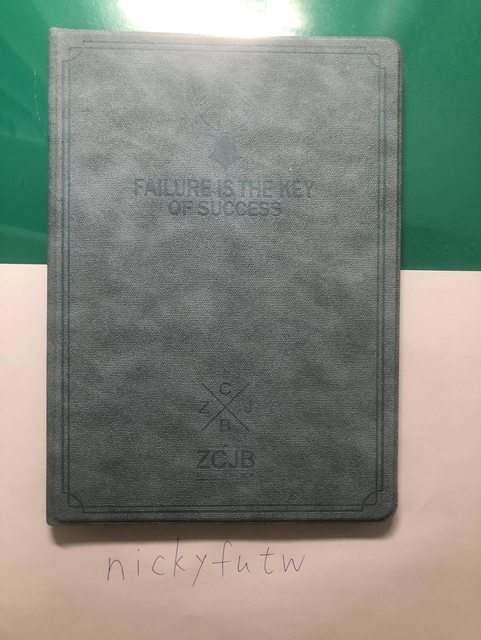 FAILURE IS THE KEY
OF SUCCESS
C
Z J
B
ZCJB
nickyfutw